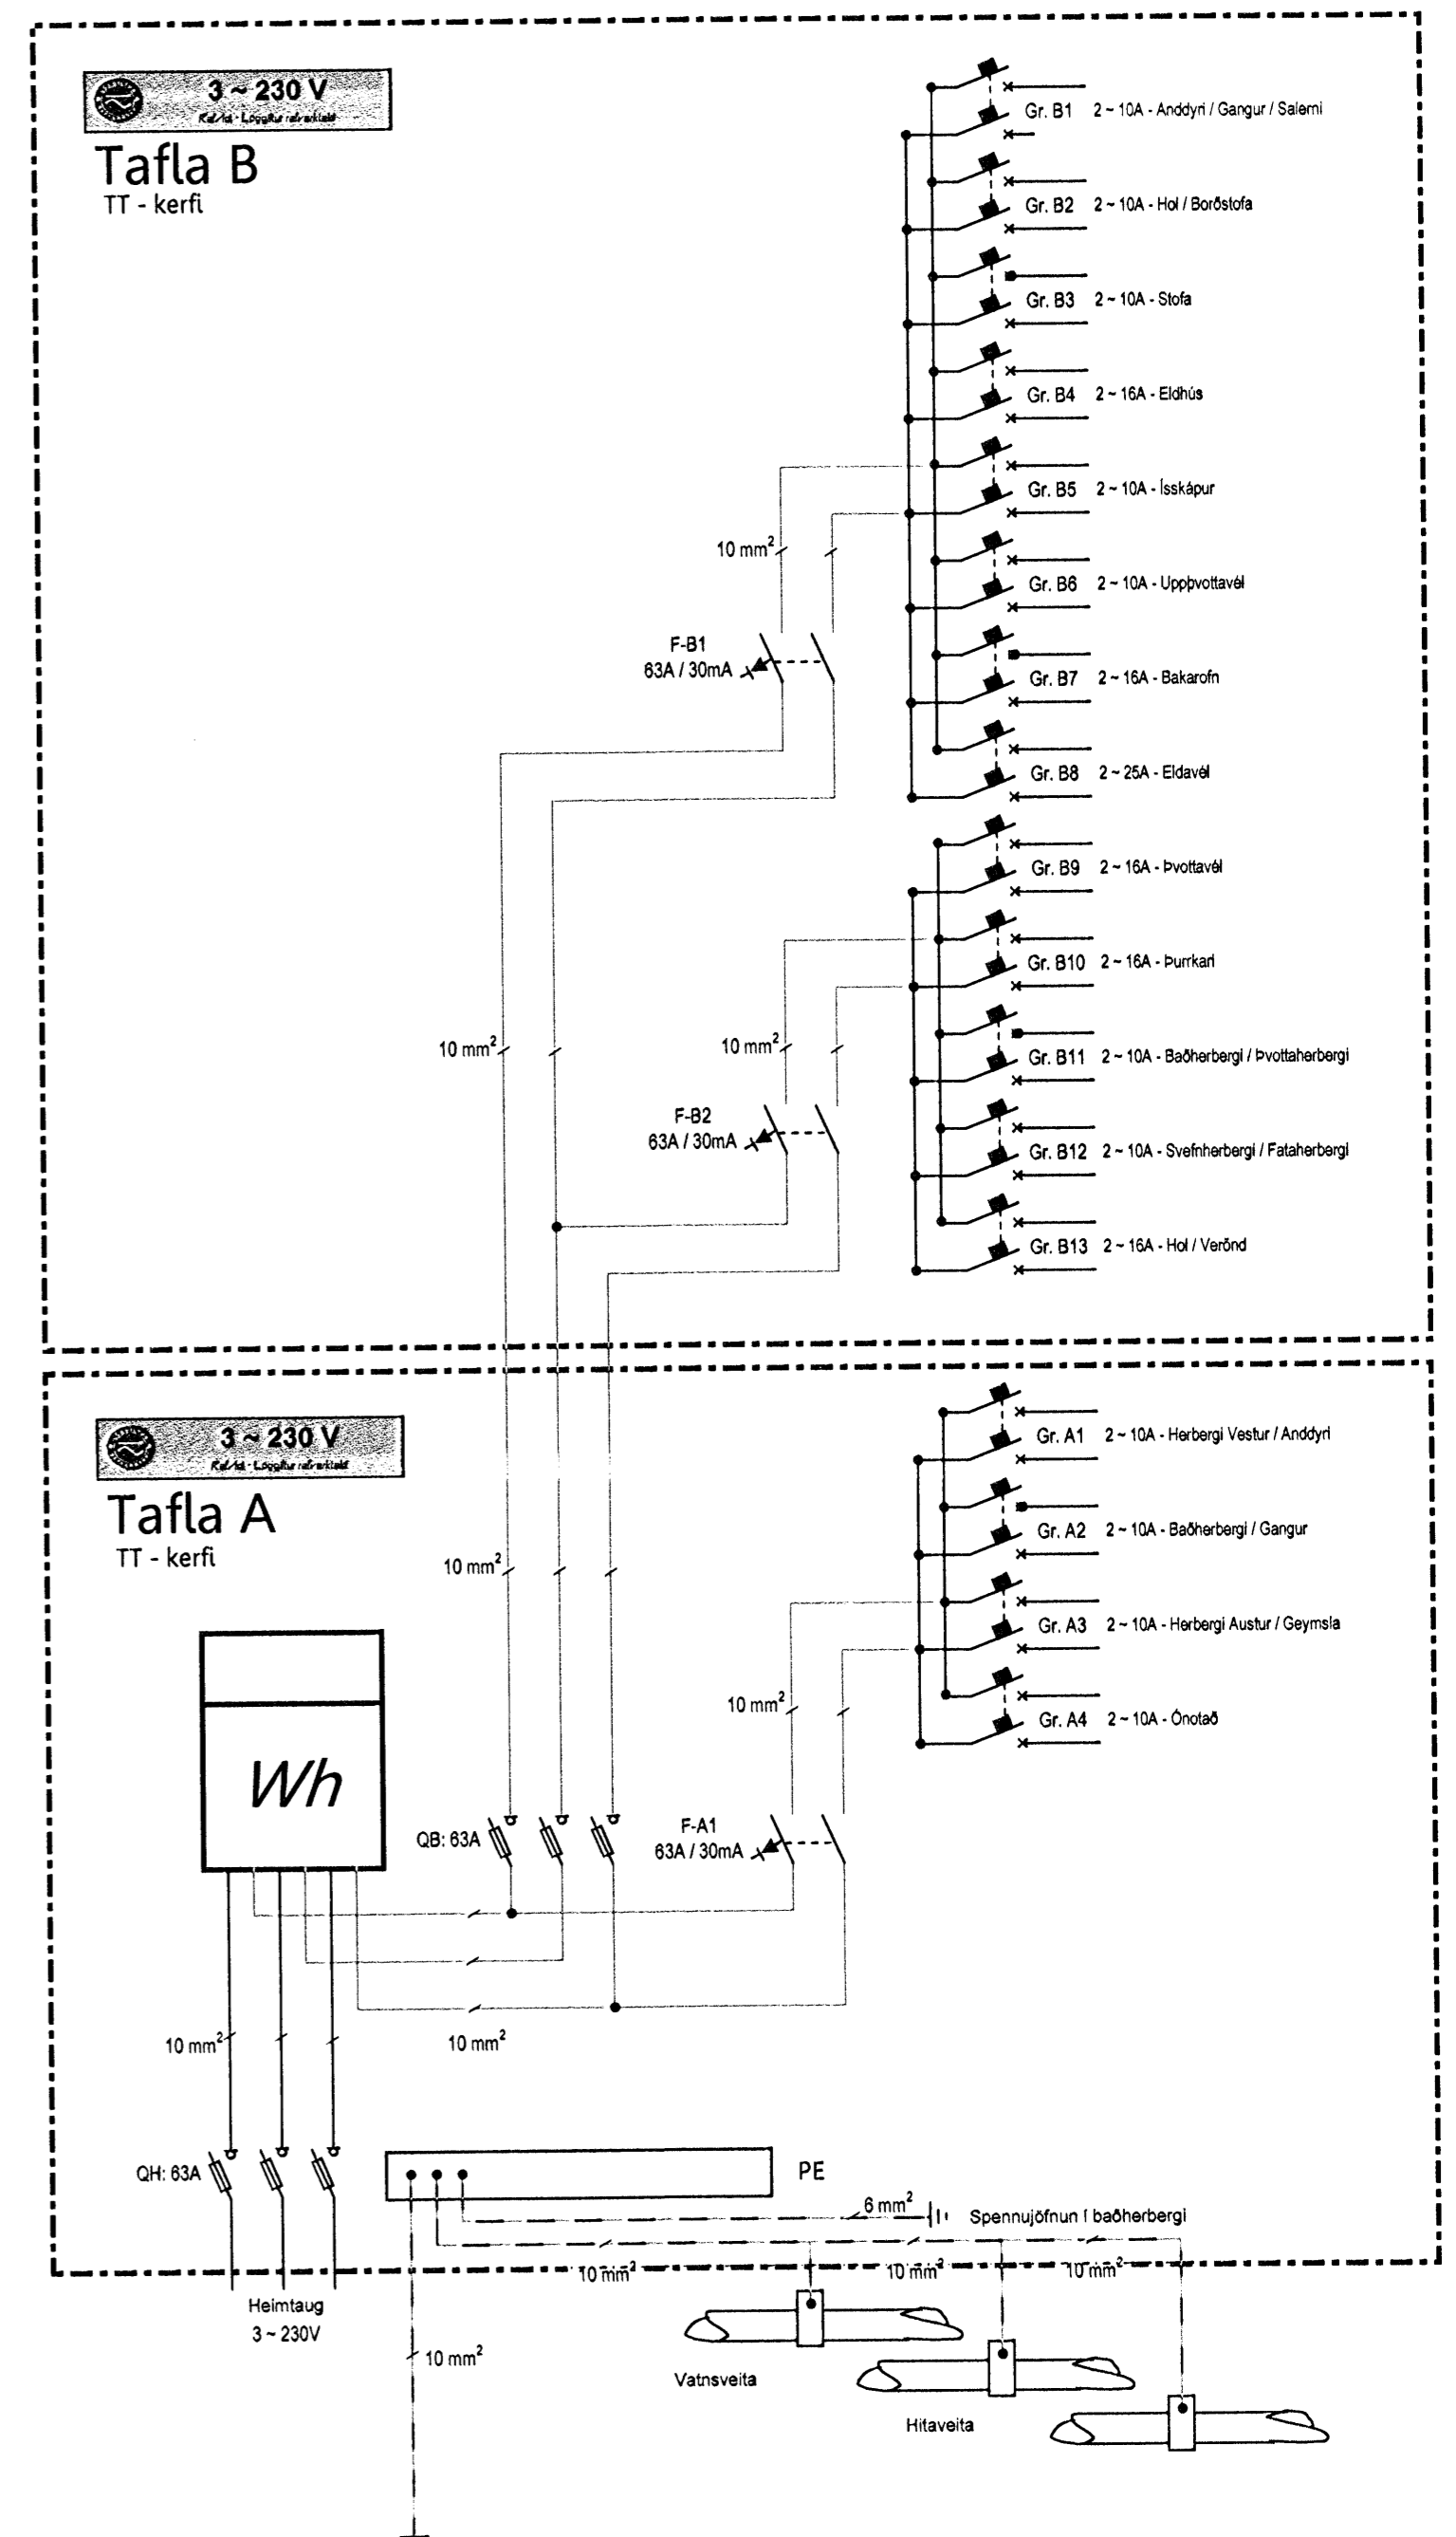 3 ~ 230 V
Raf-tól - Löggiltur rafverktaki
Tafla B
TT - kerfi
Gr. B1 2 ~ 10A - Anddyri / Gangur / Salerni
Gr. B2 2 ~ 10A - Hol / Borðstofa
Gr. B3 2 ~ 10A - Stofa
Gr. B4 2 ~ 16A - Eldhús
Gr. B5 2 ~ 10A - Ísskápur
10 mm²
Gr. B6 2 ~ 10A - Uppþvottavél
F-B1
63A / 30mA
Gr. B7 2 ~ 16A - Bakarofn
Gr. B8 2 ~ 25A - Eldavél
Gr. B9 2 ~ 16A - Þvottavél
Gr. B10 2 ~ 16A - Þurrkari
10 mm² 10 mm²
Gr. B11 2 ~ 10A - Baðherbergi / Þvottaherbergi
F-B2
63A / 30mA
Gr. B12 2 ~ 10A - Svefnherbergi / Fataherbergi
Gr. B13 2 ~ 16A - Hol / Verönd
3 ~ 230 V
Raf-tól - Löggiltur rafverktaki
Tafla A
TT - kerfi
Gr. A1 2 ~ 10A - Herbergi Vestur / Anddyri
Gr. A2 2 ~ 10A - Baðherbergi / Gangur
10 mm²
Gr. A3 2 ~ 10A - Herbergi Austur / Geymsla
10 mm²
Gr. A4 2 ~ 10A - Ónotað
Wh
QB: 63A
F-A1
63A / 30mA
10 mm² 10 mm²
QH: 63A
PE
6 mm²
Spennujöfnun í baðherbergi
10 mm² 10 mm² 10 mm²
Heimtaug
3 ~ 230V
10 mm²
Vatnsveita
Hitaveita